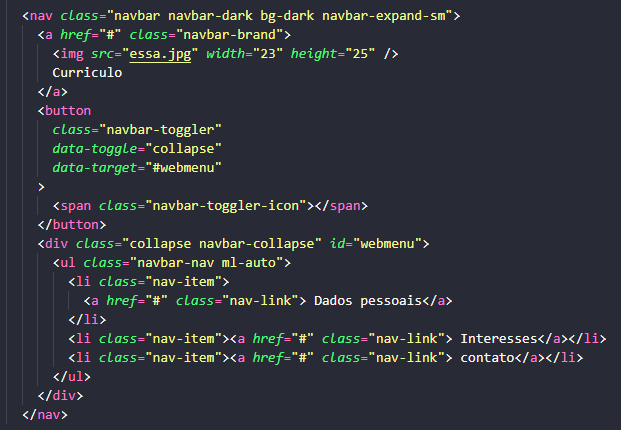 <nav class="navbar navbar-dark bg-dark navbar-expand-sm">
<a href="#" class="navbar-brand">
<img src="essa.jpg" width="23" height="25" />
Curriculo
</a>
<button
class="navbar-toggler"
data-toggle="collapse"
data-target="#webmenu"
>
<span class="navbar-toggler-icon"></span>
</button>
<div class="collapse navbar-collapse" id="webmenu">
<ul class="navbar-nav ml-auto">
<li class="nav-item">
<a href="#" class="nav-link"> Dados pessoais</a>
</li>
<li class="nav-item"><a href="#" class="nav-link"> Interesses</a></li>
<li class="nav-item"><a href="#" class="nav-link"> contato</a></li>
</ul>
</div>
</nav>